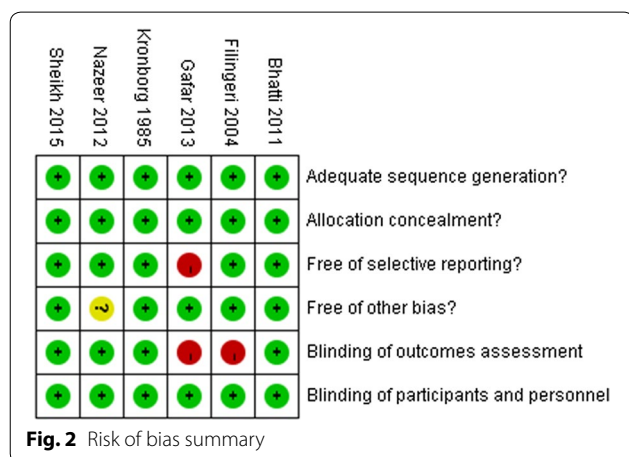 Sheikh 2015
Nazeer 2012
Kronborg 1985
Gafar 2013
Filingeri 2004
Bhatti 2011
+ + + + + + Adequate sequence generation?
+ + + + + + Allocation concealment?
+ + + - + + Free of selective reporting?
+ ? + + + + Free of other bias?
+ + + - - + Blinding of outcomes assessment
+ + + + + + Blinding of participants and personnel
Fig. 2 Risk of bias summary